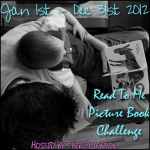 Jan 1st - Dec 31st 2012
Read To Me
Picture Book
Challenge